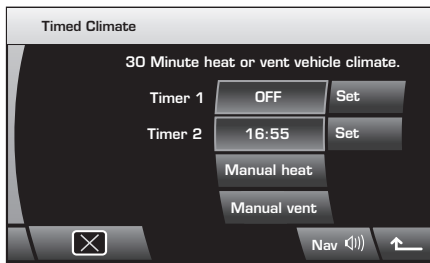 Timed Climate
30 Minute heat or vent vehicle climate.
Timer 1 OFF Set
Timer 2 16:55 Set
Manual heat
Manual vent
Nav